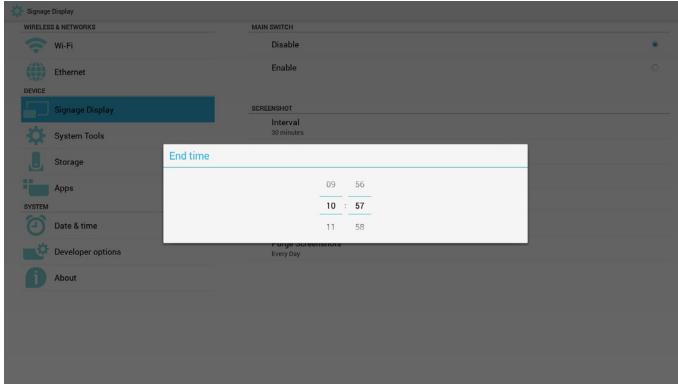 Signage Display
WIRELESS & NETWORKS
Wi-Fi
Ethernet
DEVICE
Signage Display
System Tools
Storage
Apps
SYSTEM
Date & time
Developer options
About
MAIN SWITCH
Disable
Enable
SCREENSHOT
Interval
30 minutes
End time
09 56
10 : 57
11 58
Purge Screenshots
Every Day